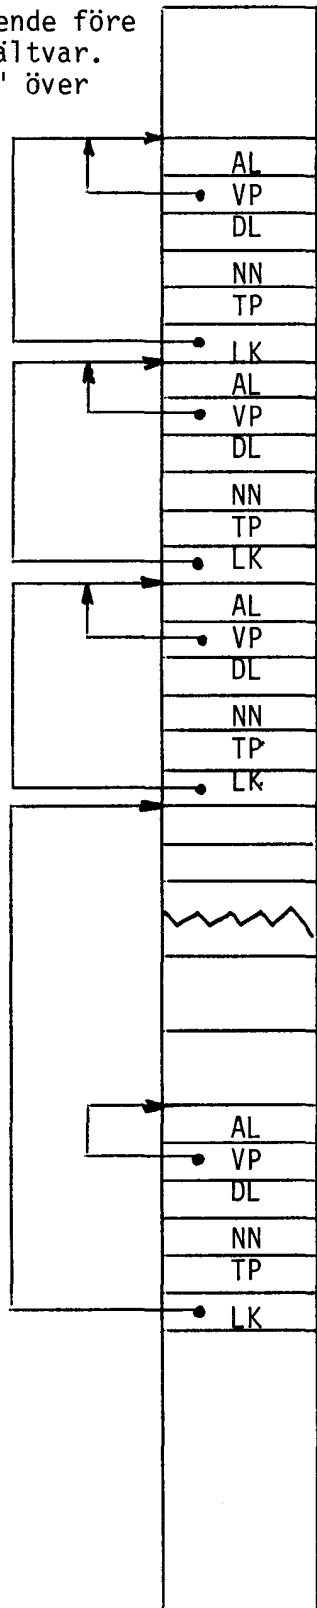 ende före
ältvar.
" över
AL
VP
DL
NN
TP
LK
AL
VP
DL
NN
TP
LK
AL
VP
DL
NN
TP
LK
AL
VP
DL
NN
TP
LK